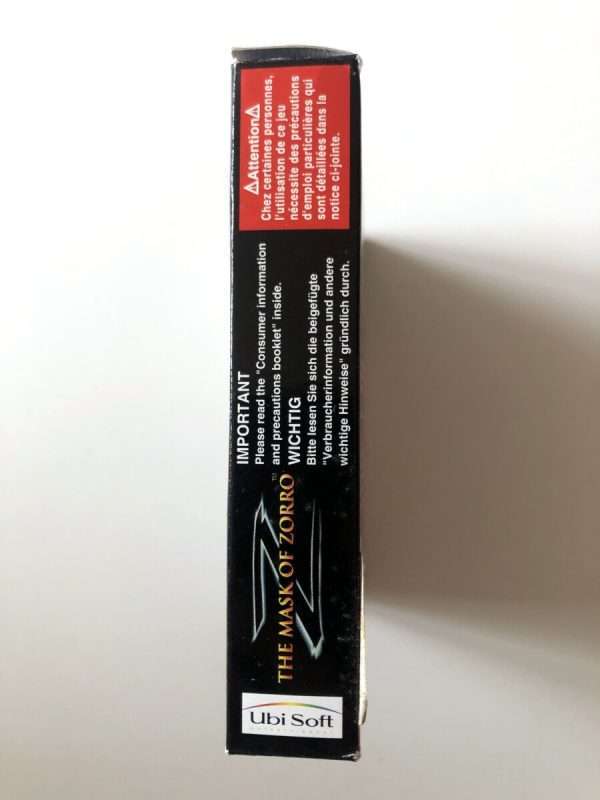 ⚠Attention⚠
Chez certaines personnes,
l'utilisation de ce jeu
nécessite des précautions
d'emploi particulières qui
sont détaillées dans la
notice ci-jointe.
IMPORTANT
Please read the "Consumer information
and precautions booklet" inside.
WICHTIG
Bitte lesen Sie sich die beigefügte
"Verbraucherinformation und andere
wichtige Hinweise" gründlich durch.
THE MASK OF ZORRO™
Ubi Soft
ENTERTAINMENT